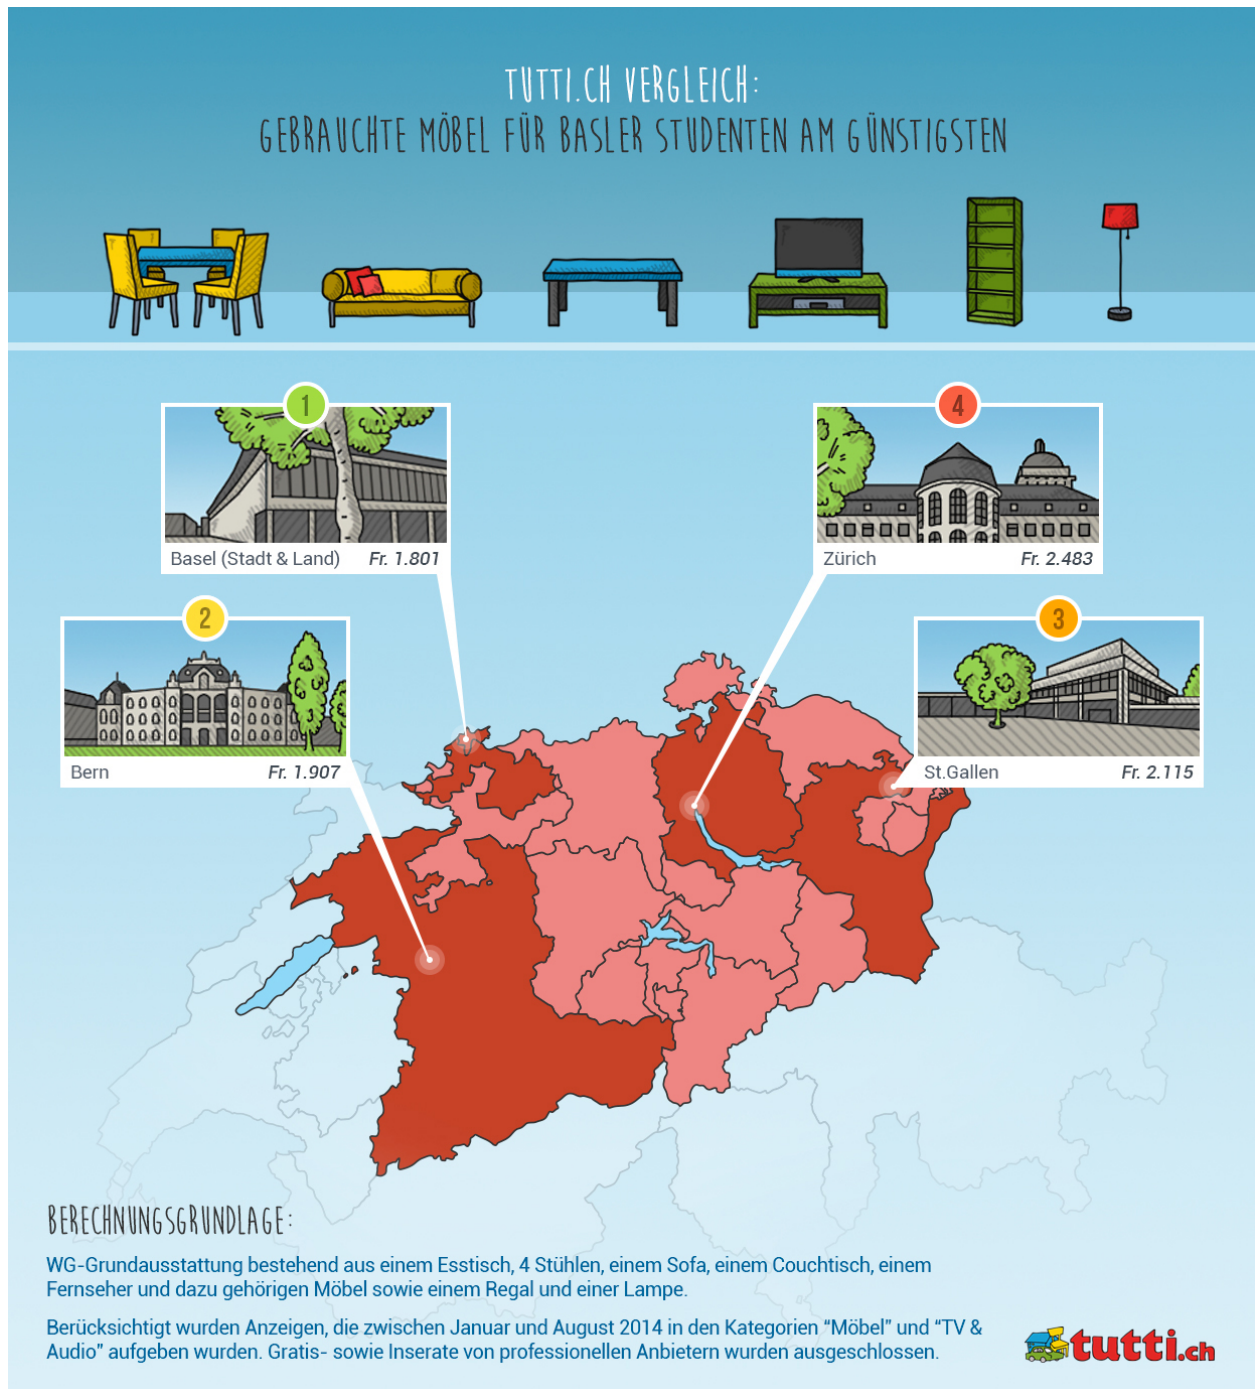 TUTTI.CH VERGLEICH:
GEBRAUCHTE MÖBEL FÜR BASLER STUDENTEN AM GÜNSTIGSTEN
1
Basel (Stadt & Land) Fr. 1.801
4
Zürich Fr. 2.483
2
Bern Fr. 1.907
3
St.Gallen Fr. 2.115
BERECHNUNGSGRUNDLAGE:
WG-Grundausstattung bestehend aus einem Esstisch, 4 Stühlen, einem Sofa, einem Couchtisch, einem
Fernseher und dazu gehörigen Möbel sowie einem Regal und einer Lampe.
Berücksichtigt wurden Anzeigen, die zwischen Januar und August 2014 in den Kategorien “Möbel” und “TV &
Audio” aufgeben wurden. Gratis- sowie Inserate von professionellen Anbietern wurden ausgeschlossen.
tutti.ch